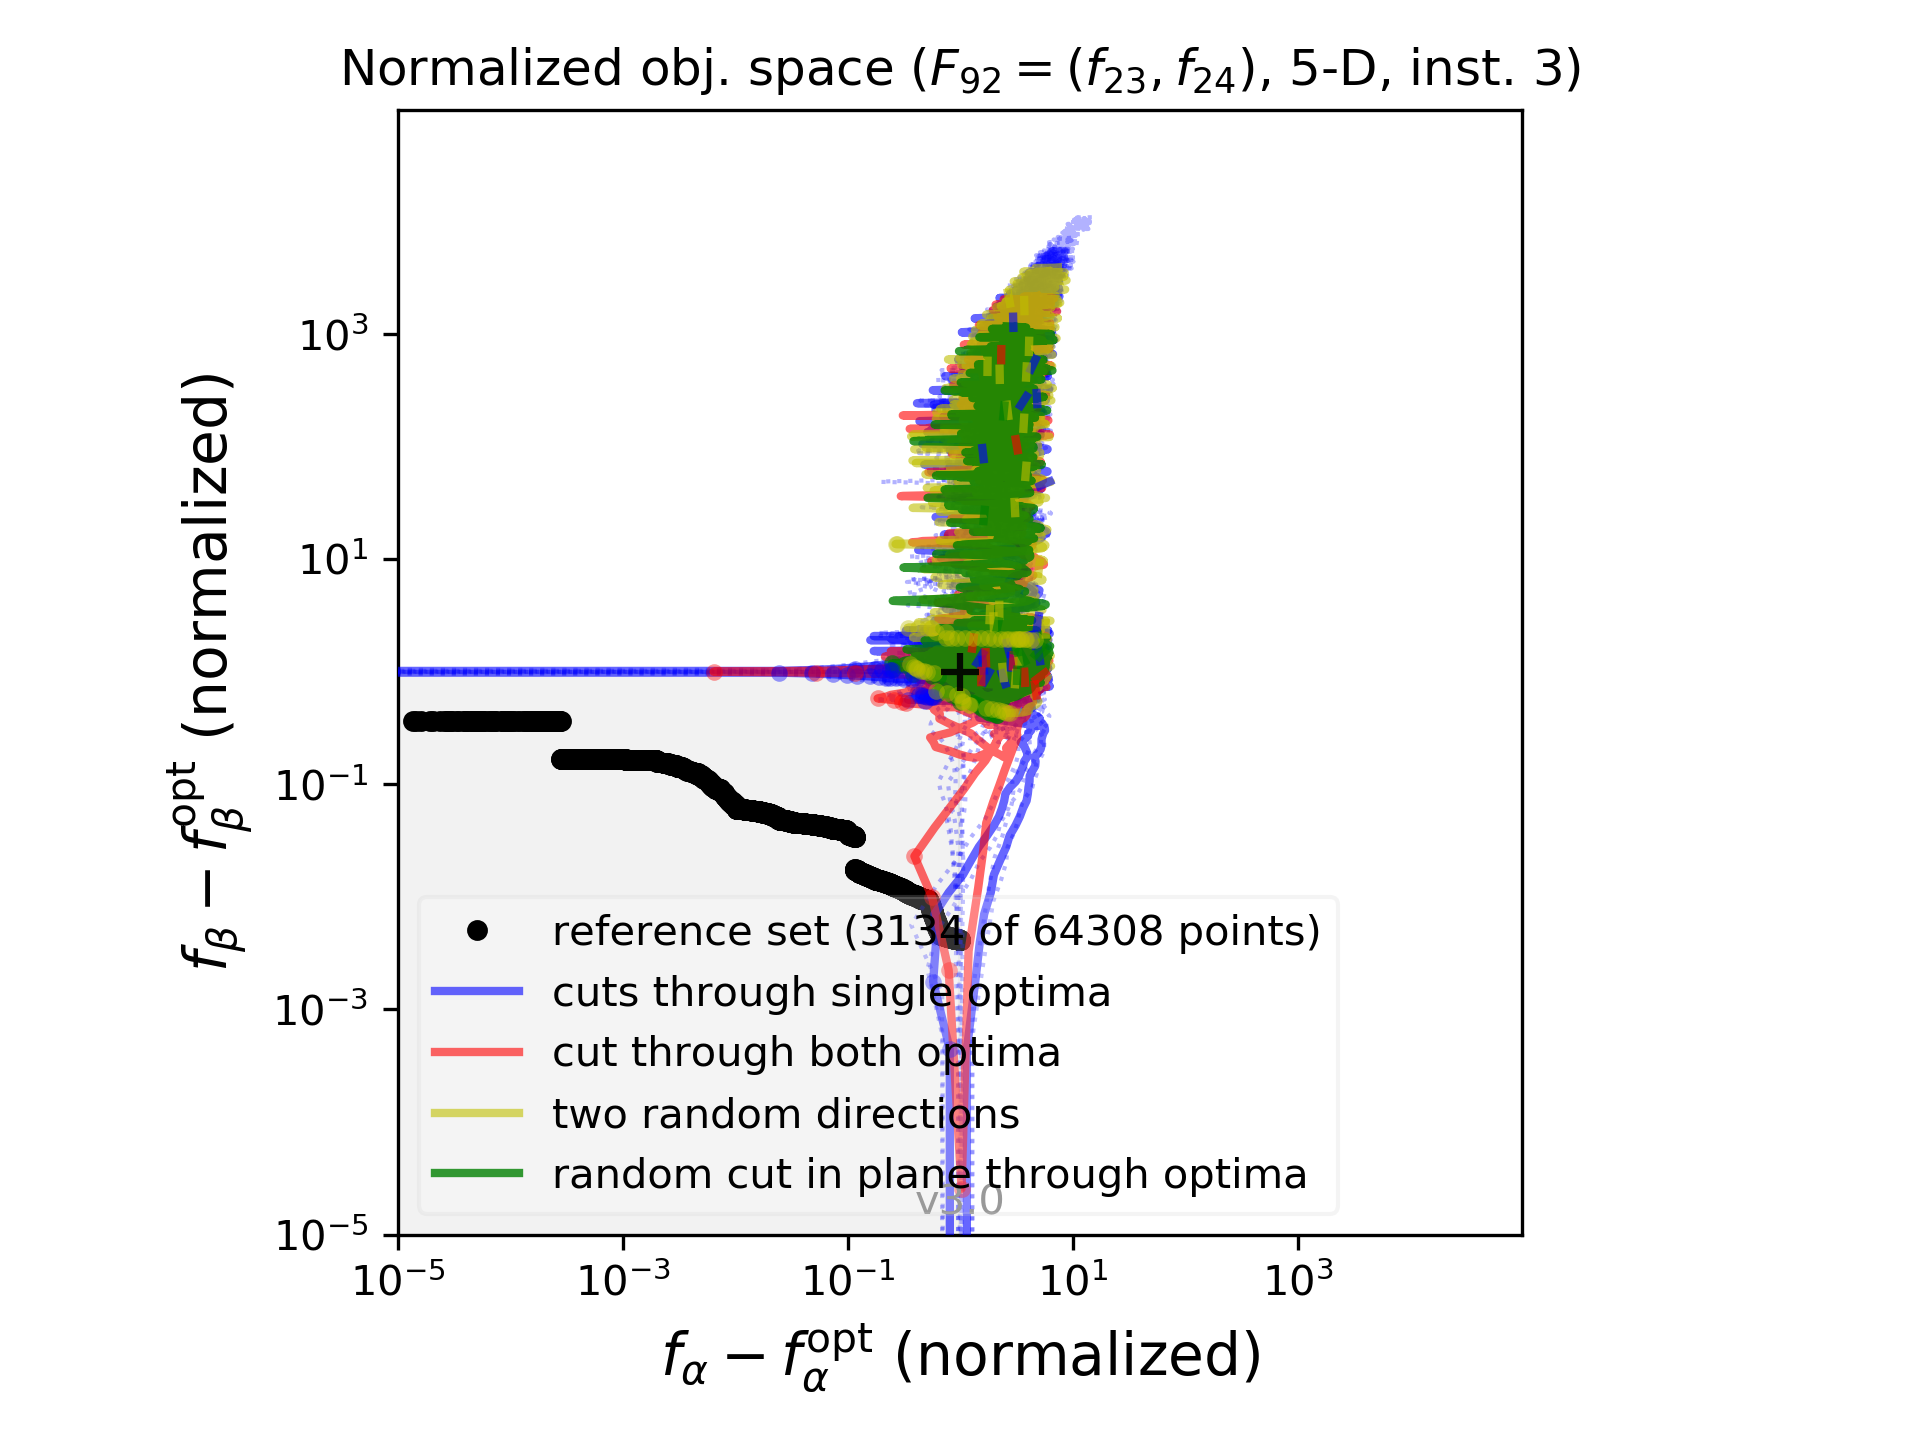 Normalized obj. space (F₉₂ = (f₂₃, f₂₄), 5-D, inst. 3)
f_β − f_β^opt (normalized)
10³
10¹
10⁻¹
10⁻³
10⁻⁵
reference set (3134 of 64308 points)
cuts through single optima
cut through both optima
two random directions
random cut in plane through optima
v3.0
10⁻⁵ 10⁻³ 10⁻¹ 10¹ 10³
f_α − f_α^opt (normalized)